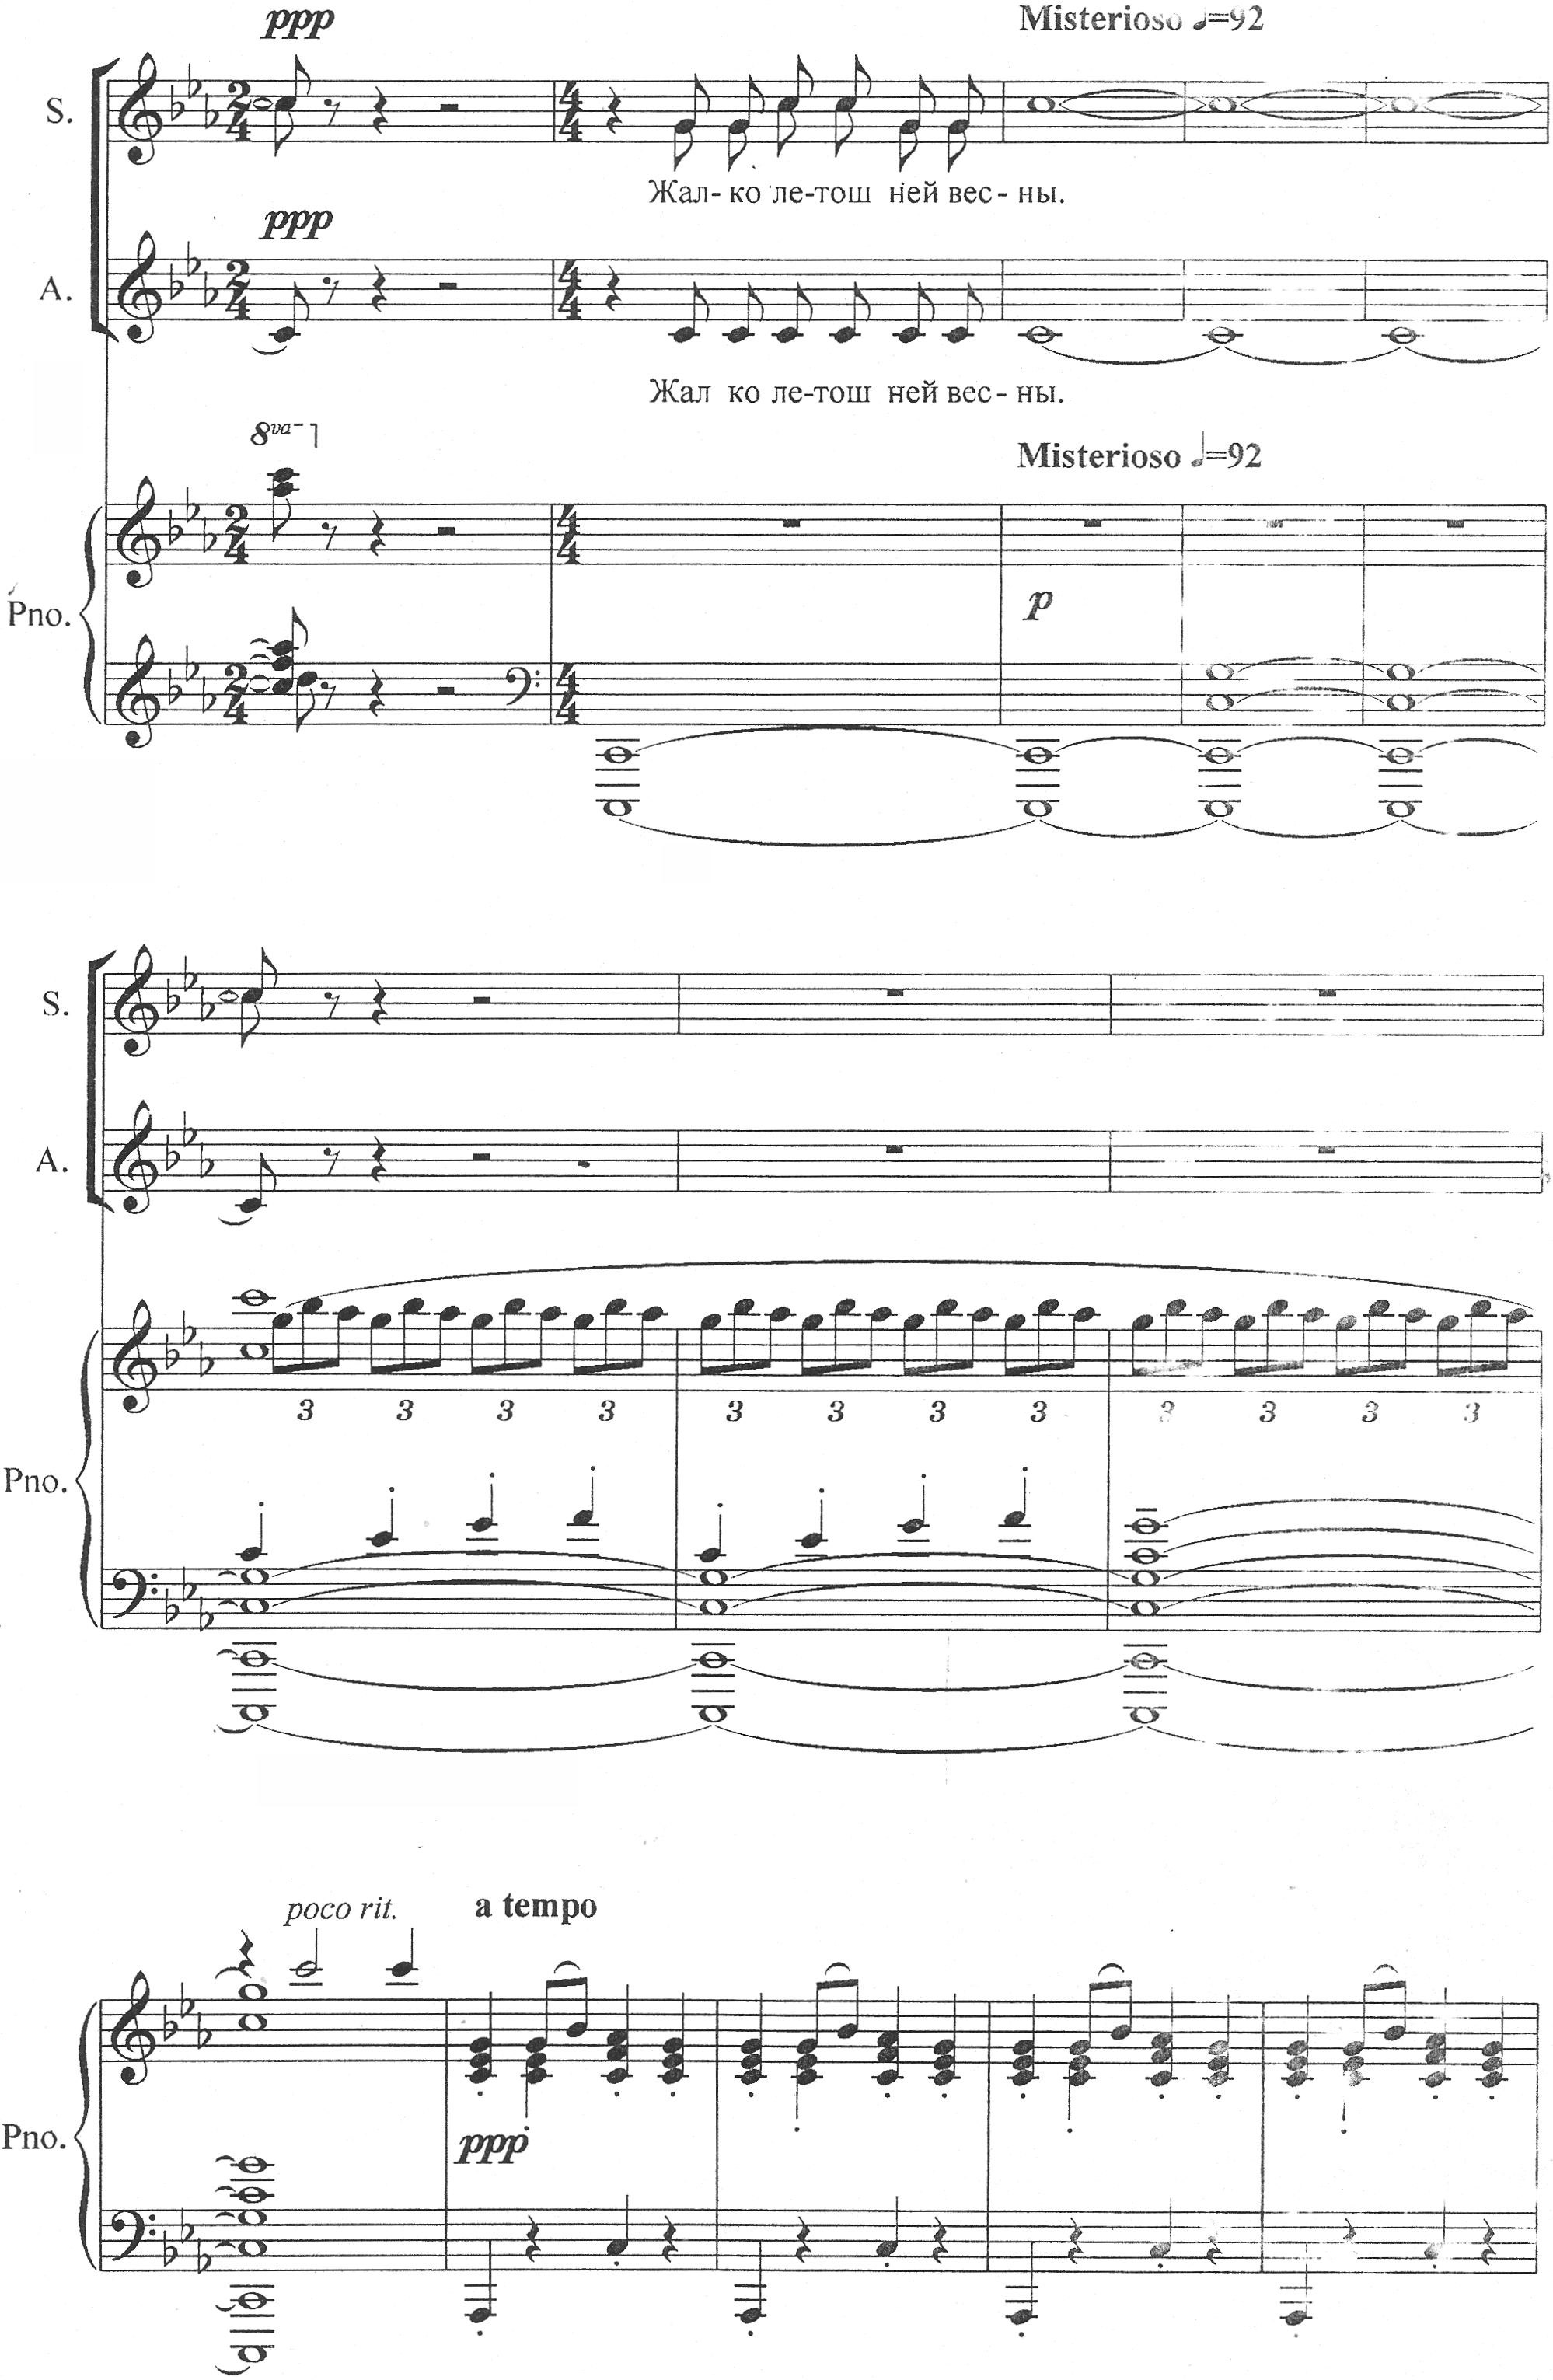 ppp
Misterioso ♩=92
S.
Жал- ко ле-тош ней вес- ны.
ppp
A.
Жал ко ле-тош ней вес- ны.
8va
Misterioso ♩=92
p
Pno.
S.
A.
3 3 3 3 3 3 3 3 3 3 3 3
Pno.
poco rit. a tempo
Pno.
ppp